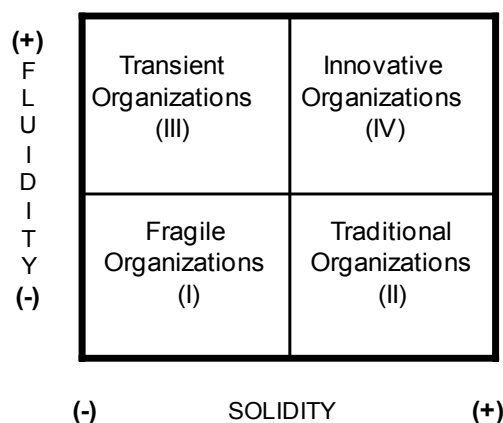 (+)
F
L
U
I
D
I
T
Y
(-)
Transient
Organizations
(III)
Innovative
Organizations
(IV)
Fragile
Organizations
(I)
Traditional
Organizations
(II)
(-) SOLIDITY (+)